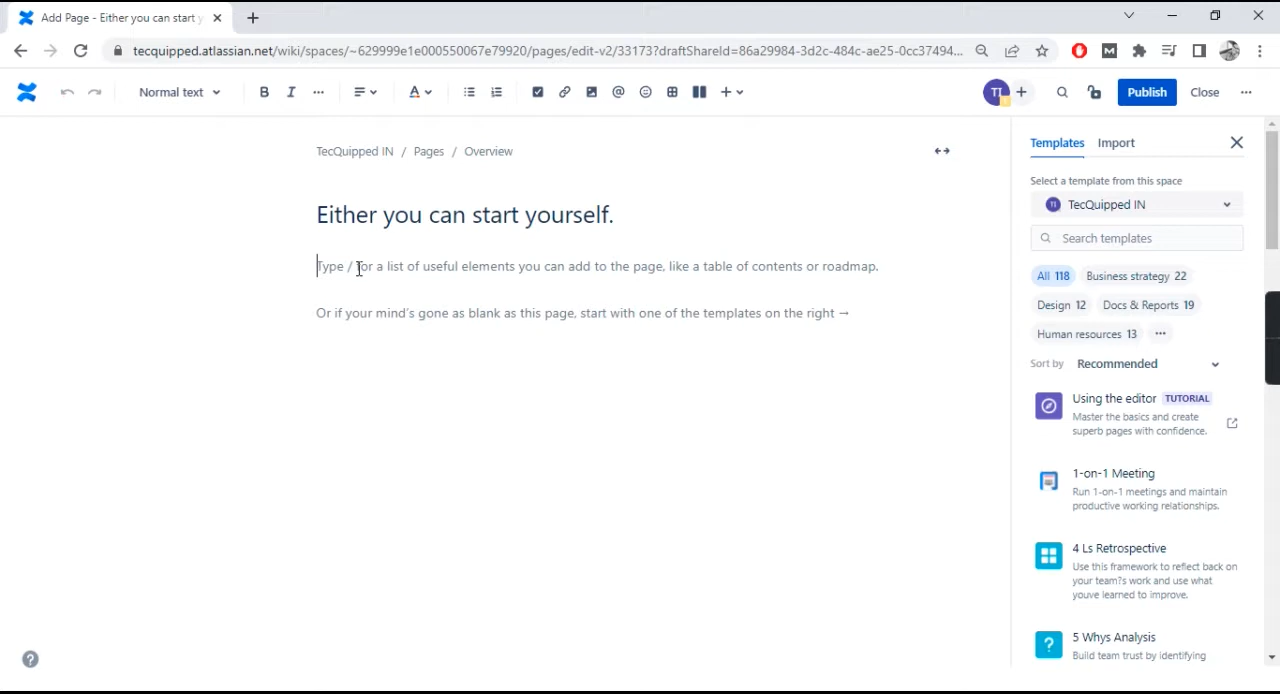 Add Page - Either you can start y
tecquipped.atlassian.net/wiki/spaces/~629999e1e000550067e79920/pages/edit-v2/33173?draftShareId=86a29984-3d2c-484c-ae25-0cc37494...
Normal text
B I ... A
TI
Publish Close
TecQuipped IN / Pages / Overview
Either you can start yourself.
Type / for a list of useful elements you can add to the page, like a table of contents or roadmap.
Or if your mind's gone as blank as this page, start with one of the templates on the right →
Templates Import
Select a template from this space
TI TecQuipped IN
Search templates
All 118 Business strategy 22
Design 12 Docs & Reports 19
Human resources 13 ...
Sort by Recommended
Using the editor TUTORIAL
Master the basics and create
superb pages with confidence.
1-on-1 Meeting
Run 1-on-1 meetings and maintain
productive working relationships.
4 Ls Retrospective
Use this framework to reflect back on
your team?s work and use what
youve learned to improve.
5 Whys Analysis
Build team trust by identifying